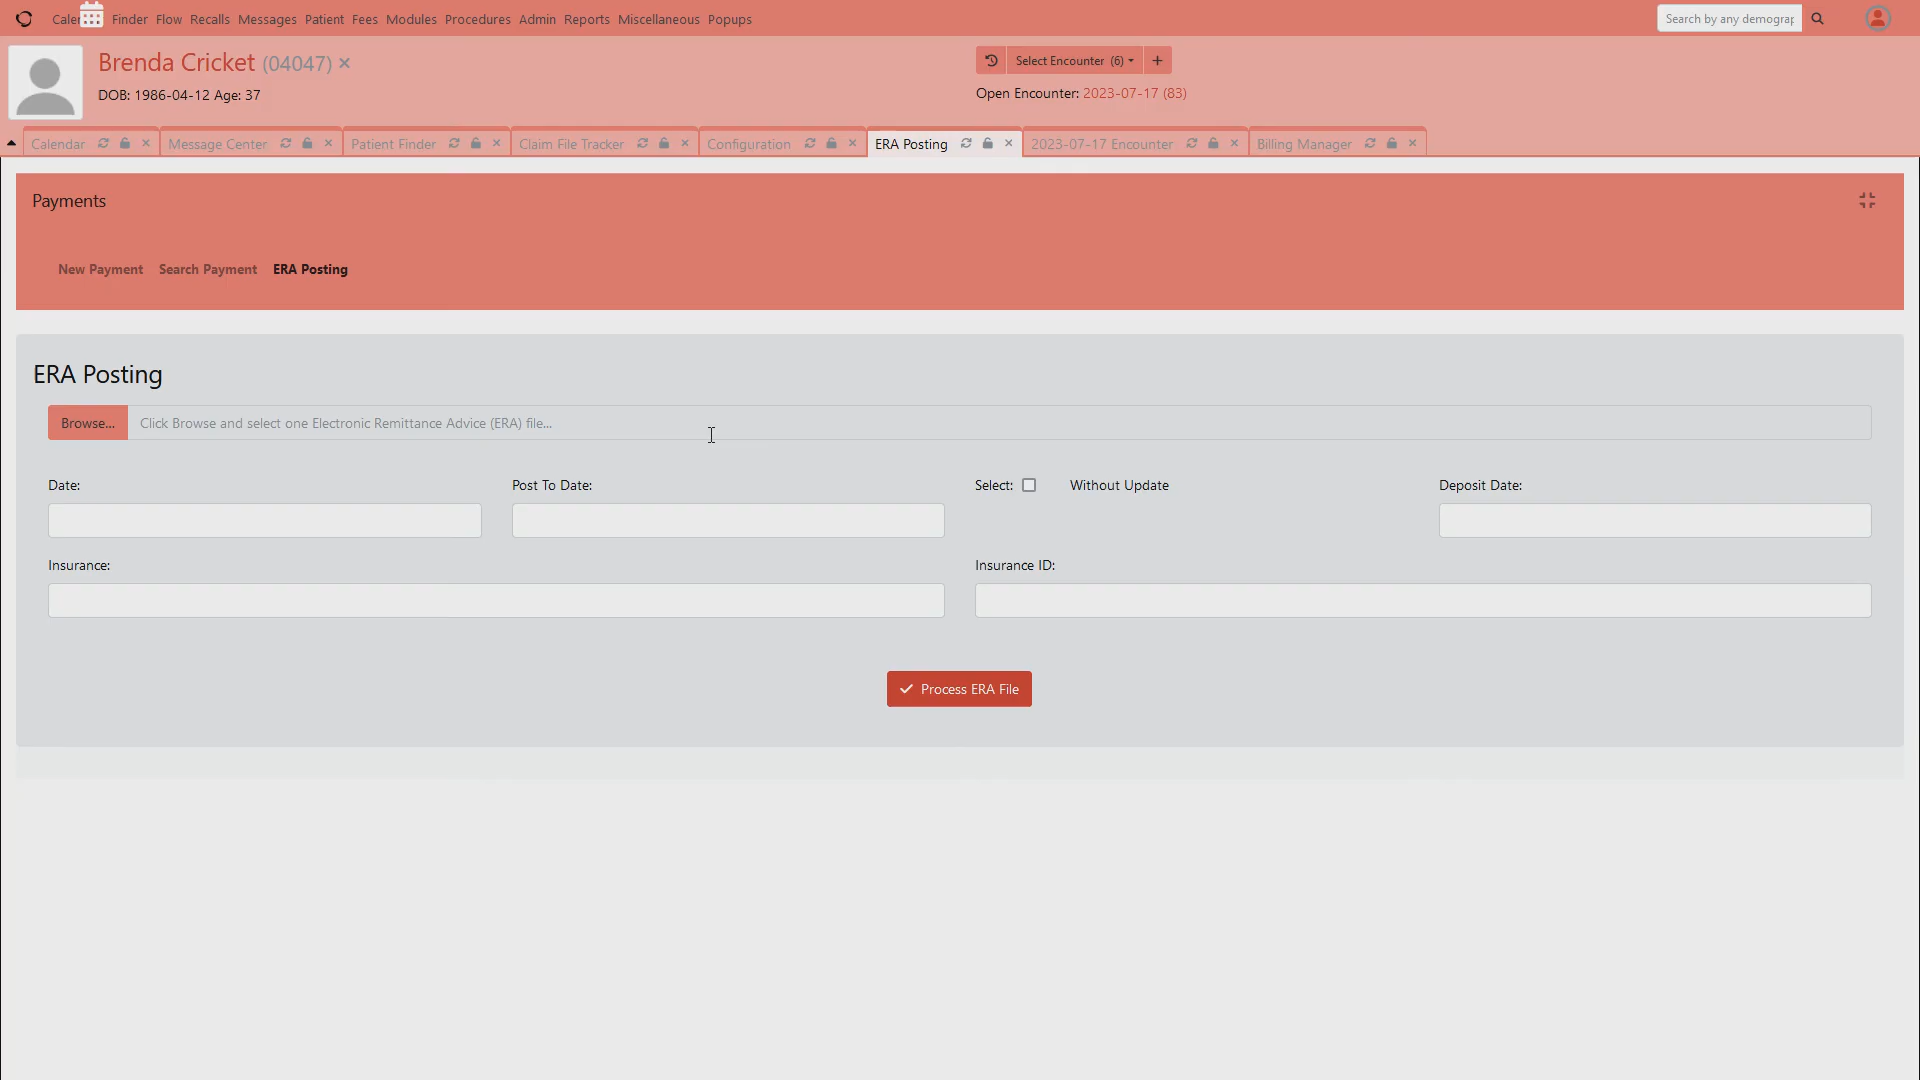 Calen Finder Flow Recalls Messages Patient Fees Modules Procedures Admin Reports Miscellaneous Popups
Search by any demograp
Brenda Cricket (04047)
Select Encounter (6)
DOB: 1986-04-12 Age: 37
Open Encounter: 2023-07-17 (83)
Calendar Message Center Patient Finder Claim File Tracker Configuration ERA Posting 2023-07-17 Encounter Billing Manager
Payments
New Payment Search Payment ERA Posting
ERA Posting
Browse... Click Browse and select one Electronic Remittance Advice (ERA) file...
Date: Post To Date: Select: Without Update Deposit Date:
Insurance: Insurance ID:
Process ERA File